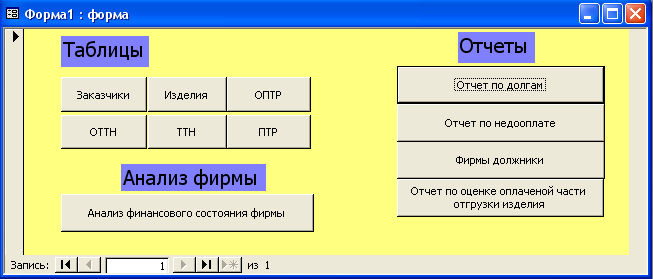 Форма1 : форма
Таблицы
Заказчики
Изделия
ОПТР
ОТТН
ТТН
ПТР
Анализ фирмы
Анализ финансового состояния фирмы
Отчеты
Отчет по долгам
Отчет по недооплате
Фирмы должники
Отчет по оценке оплаченой части
отгрузки изделия
Запись: 1 из 1